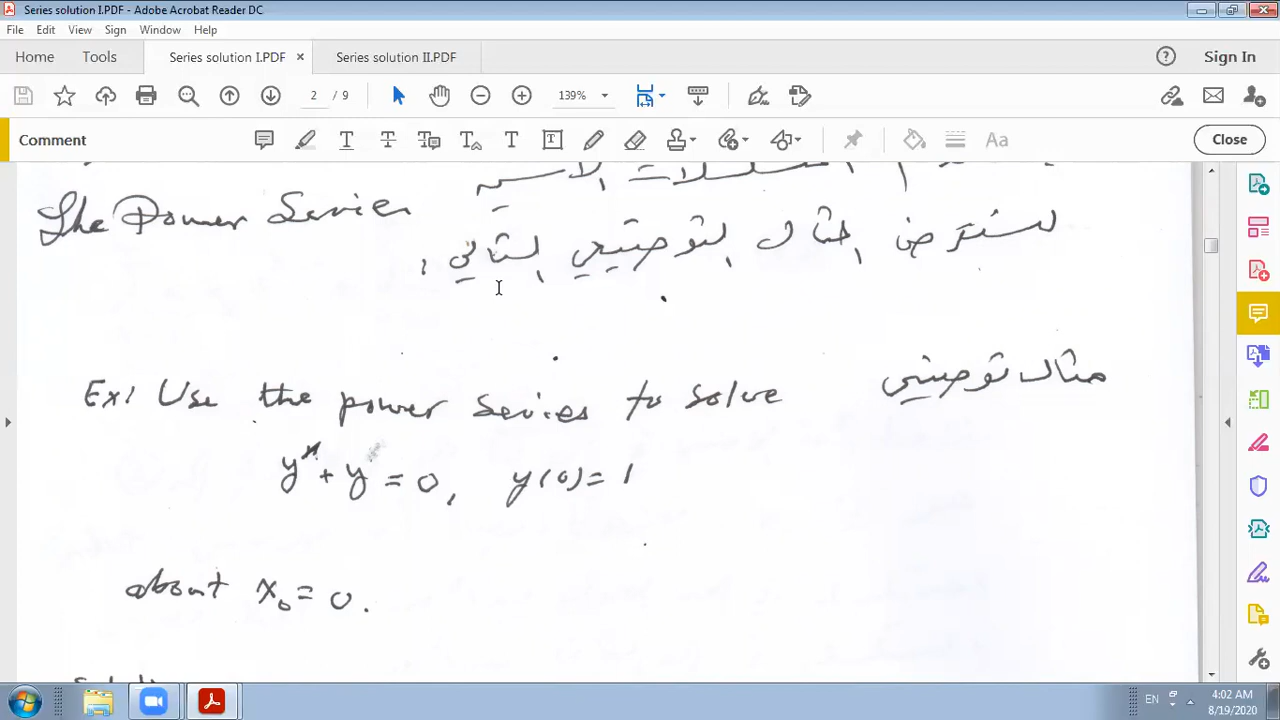 Series solution I.PDF - Adobe Acrobat Reader DC
File Edit View Sign Window Help
Home Tools Series solution I.PDF × Series solution II.PDF Sign In
2 / 9 139%
Comment Close
المسلسلات الأسية
The Power Series
لنستعرض المثال التوضيحي التالي:
مثال توضيحي
Ex: Use the power series to solve
y' + y = 0, y(0) = 1
about x₀ = 0.
EN 4:02 AM
8/19/2020